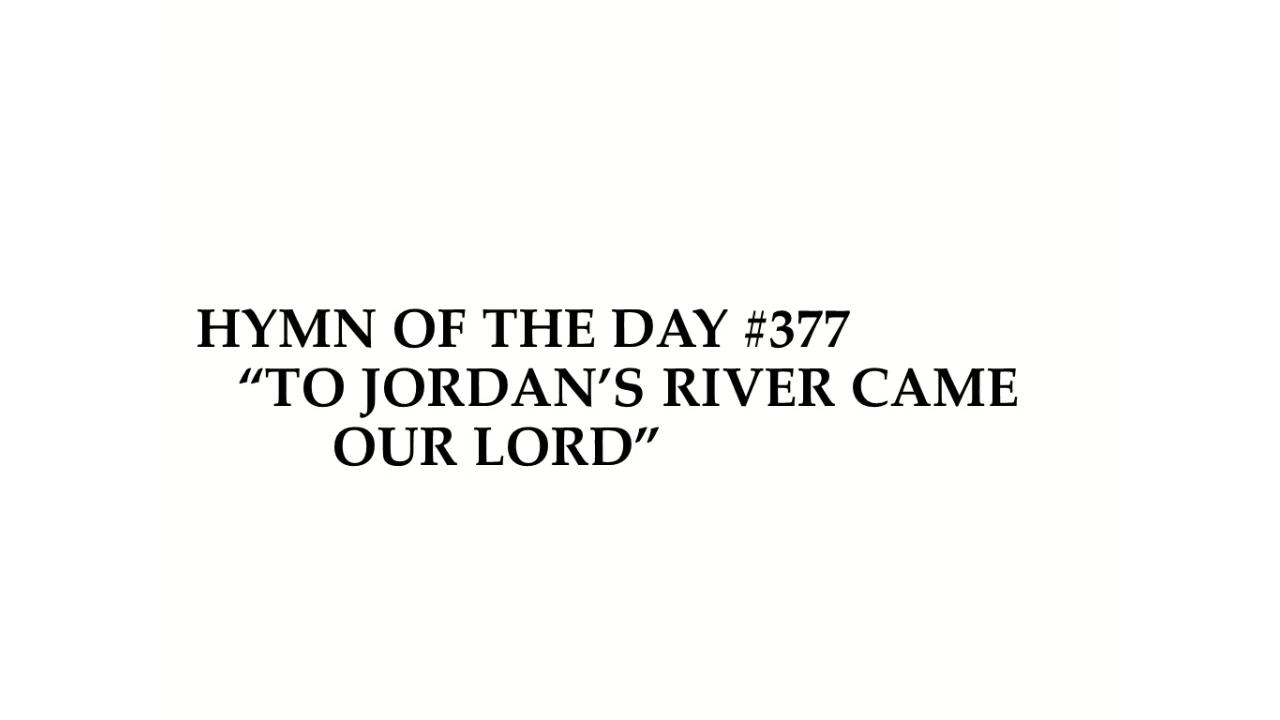 HYMN OF THE DAY #377
“TO JORDAN’S RIVER CAME
OUR LORD”